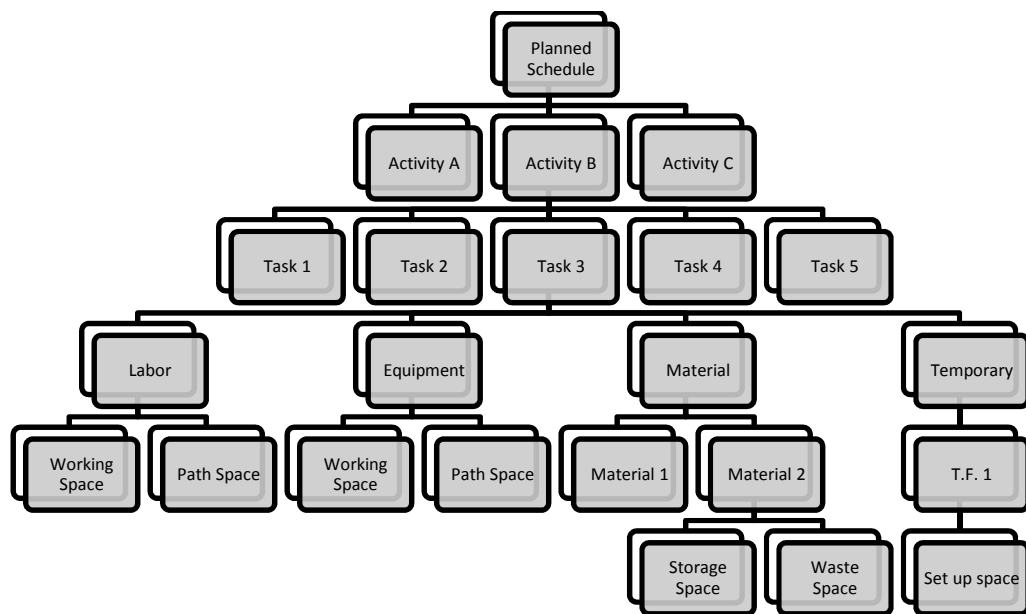 Planned
Schedule
Activity A
Activity B
Activity C
Task 1
Task 2
Task 3
Task 4
Task 5
Labor
Equipment
Material
Temporary
Working
Space
Path Space
Working
Space
Path Space
Material 1
Material 2
T.F. 1
Storage
Space
Waste
Space
Set up space